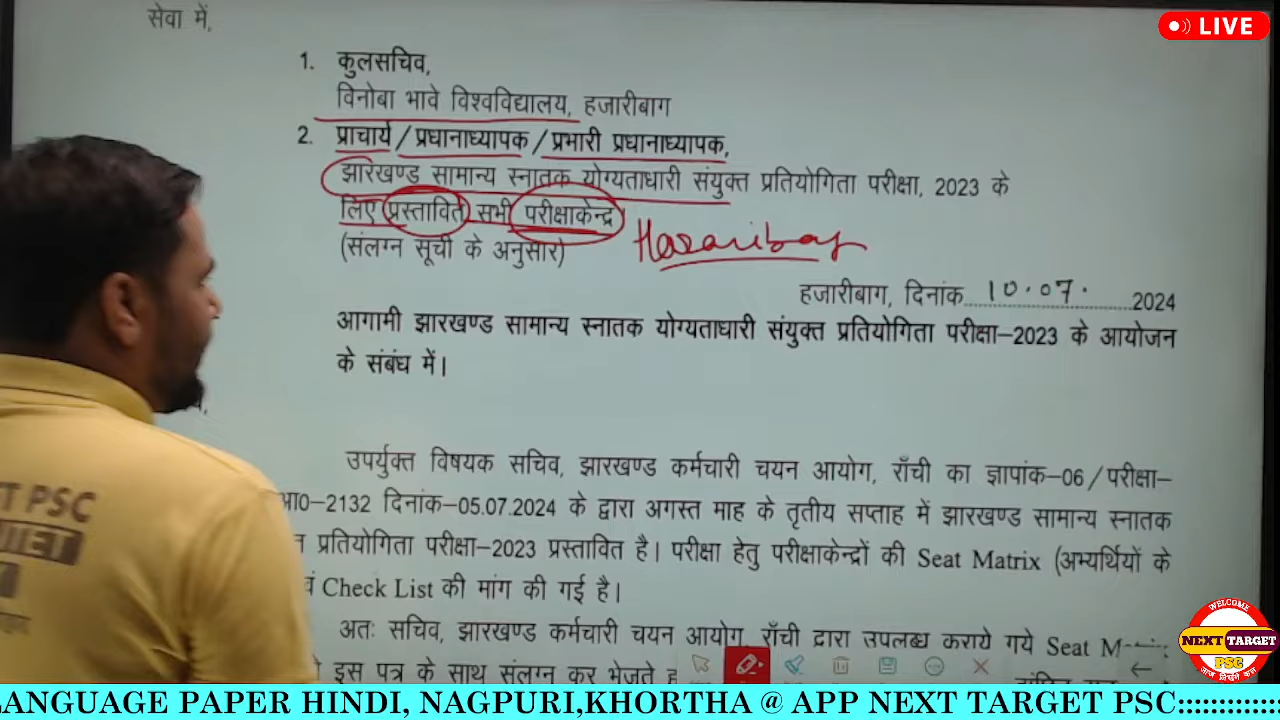 LIVE
सेवा में,
1. कुलसचिव,
विनोबा भावे विश्वविद्यालय, हजारीबाग
2. प्राचार्य/प्रधानाध्यापक/प्रभारी प्रधानाध्यापक,
झारखण्ड सामान्य स्नातक योग्यताधारी संयुक्त प्रतियोगिता परीक्षा, 2023 के
लिए प्रस्तावित सभी परीक्षाकेन्द्र
Hazaribag
(संलग्न सूची के अनुसार)
हजारीबाग, दिनांक 10.07. 2024
आगामी झारखण्ड सामान्य स्नातक योग्यताधारी संयुक्त प्रतियोगिता परीक्षा-2023 के आयोजन
के संबंध में।
उपर्युक्त विषयक सचिव, झारखण्ड कर्मचारी चयन आयोग, राँची का ज्ञापांक-06/परीक्षा-
आ0-2132 दिनांक-05.07.2024 के द्वारा अगस्त माह के तृतीय सप्ताह में झारखण्ड सामान्य स्नातक
प्रतियोगिता परीक्षा-2023 प्रस्तावित है। परीक्षा हेतु परीक्षाकेन्द्रों की Seat Matrix (अभ्यर्थियों के
Check List की मांग की गई है।
अतः सचिव, झारखण्ड कर्मचारी चयन आयोग, राँची द्वारा उपलब्ध कराये गये Seat
इस पत्र के साथ संलग्न कर भेजते
T PSC
WELCOME
NEXT TARGET
PSC
LANGUAGE PAPER HINDI, NAGPURI,KHORTHA @ APP NEXT TARGET PSC::::::::::::